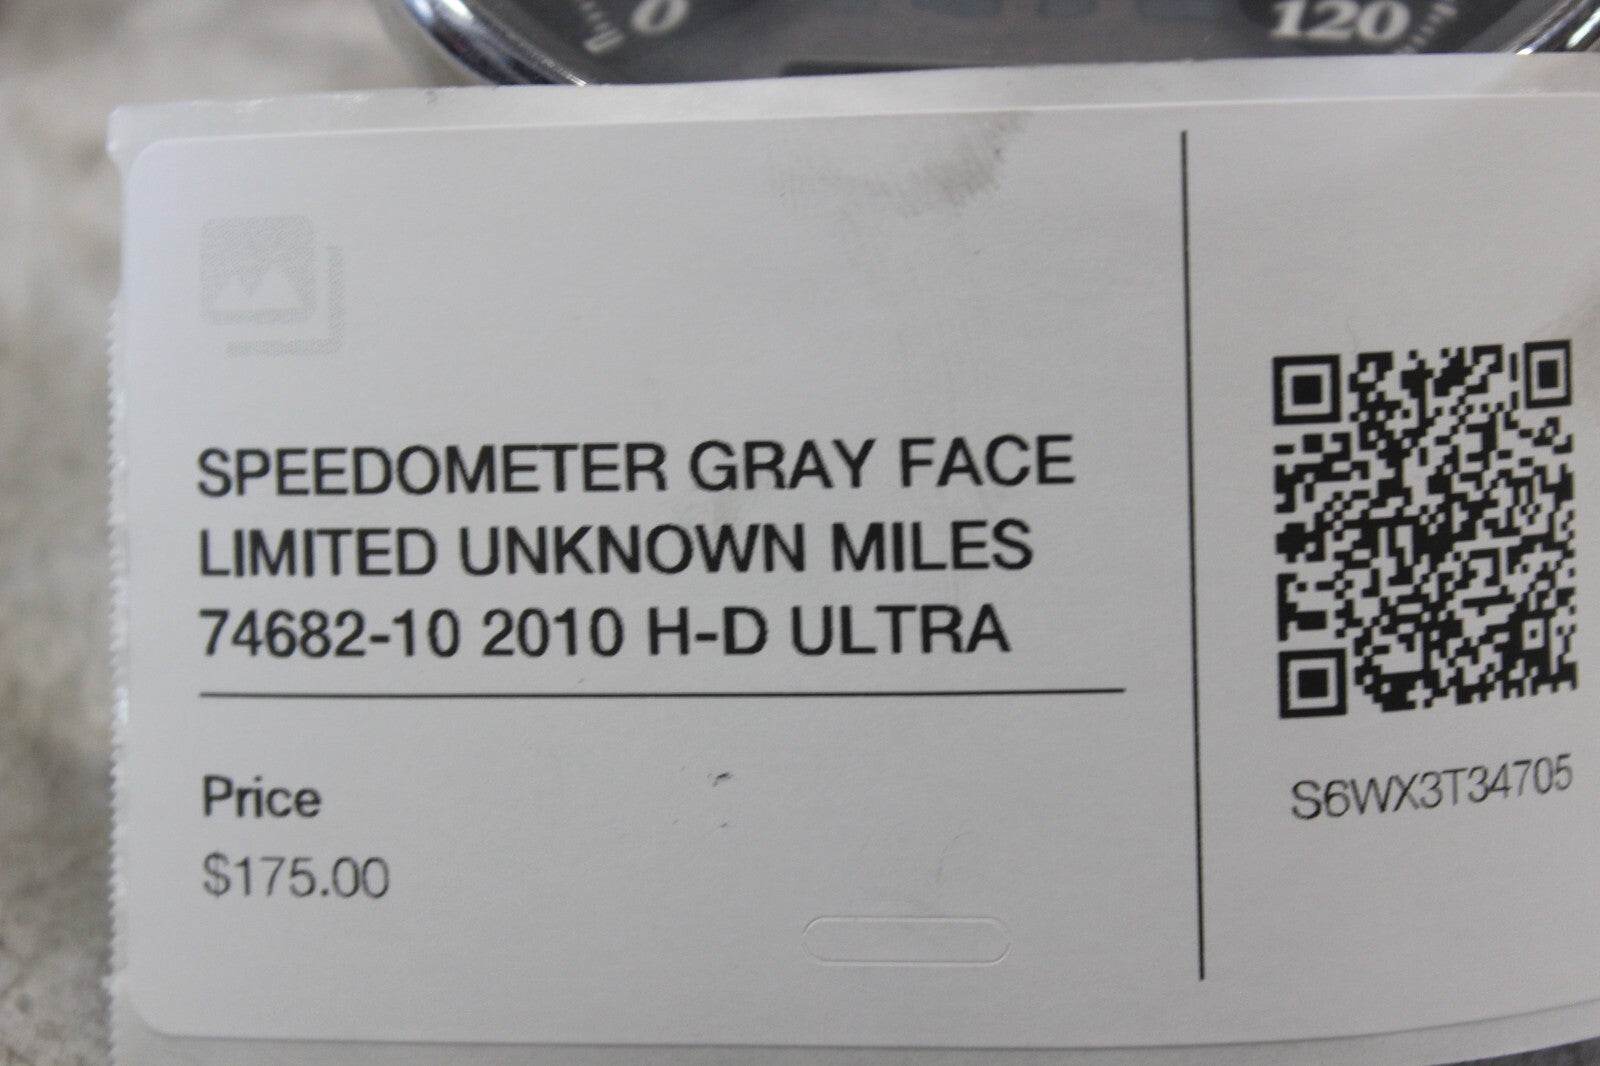 0 120
SPEEDOMETER GRAY FACE
LIMITED UNKNOWN MILES
74682-10 2010 H-D ULTRA
Price
$175.00
S6WX3T34705